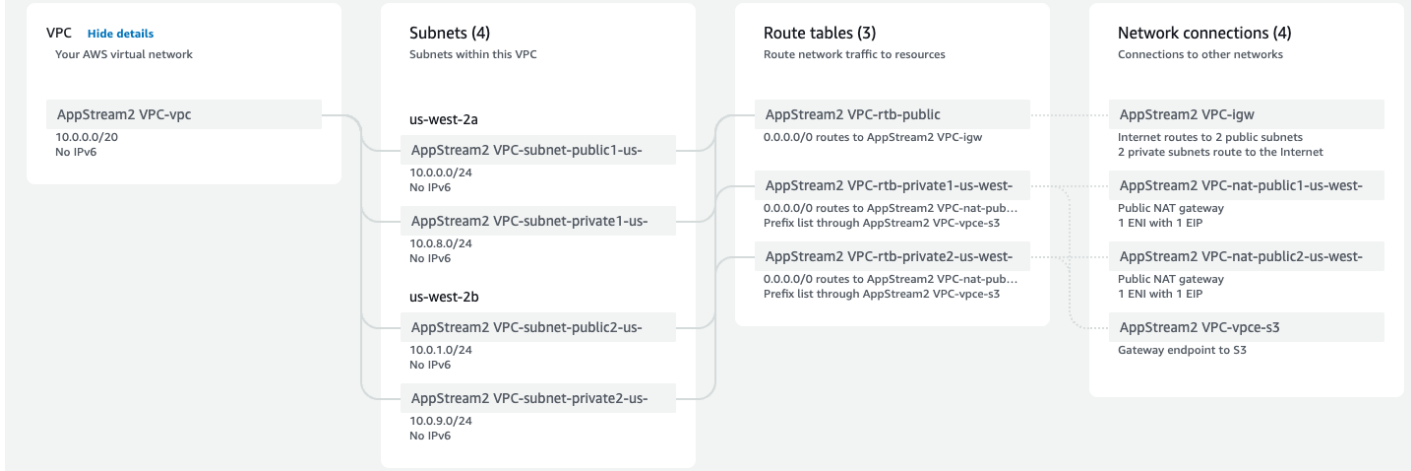 VPC Hide details
Your AWS virtual network
AppStream2 VPC-vpc
10.0.0.0/20
No IPv6
Subnets (4)
Subnets within this VPC
us-west-2a
AppStream2 VPC-subnet-public1-us-
10.0.0.0/24
No IPv6
AppStream2 VPC-subnet-private1-us-
10.0.8.0/24
No IPv6
us-west-2b
AppStream2 VPC-subnet-public2-us-
10.0.1.0/24
No IPv6
AppStream2 VPC-subnet-private2-us-
10.0.9.0/24
No IPv6
Route tables (3)
Route network traffic to resources
AppStream2 VPC-rtb-public
0.0.0.0/0 routes to AppStream2 VPC-igw
AppStream2 VPC-rtb-private1-us-west-
0.0.0.0/0 routes to AppStream2 VPC-nat-pub...
Prefix list through AppStream2 VPC-vpce-s3
AppStream2 VPC-rtb-private2-us-west-
0.0.0.0/0 routes to AppStream2 VPC-nat-pub...
Prefix list through AppStream2 VPC-vpce-s3
Network connections (4)
Connections to other networks
AppStream2 VPC-igw
Internet routes to 2 public subnets
2 private subnets route to the Internet
AppStream2 VPC-nat-public1-us-west-
Public NAT gateway
1 ENI with 1 EIP
AppStream2 VPC-nat-public2-us-west-
Public NAT gateway
1 ENI with 1 EIP
AppStream2 VPC-vpce-s3
Gateway endpoint to S3